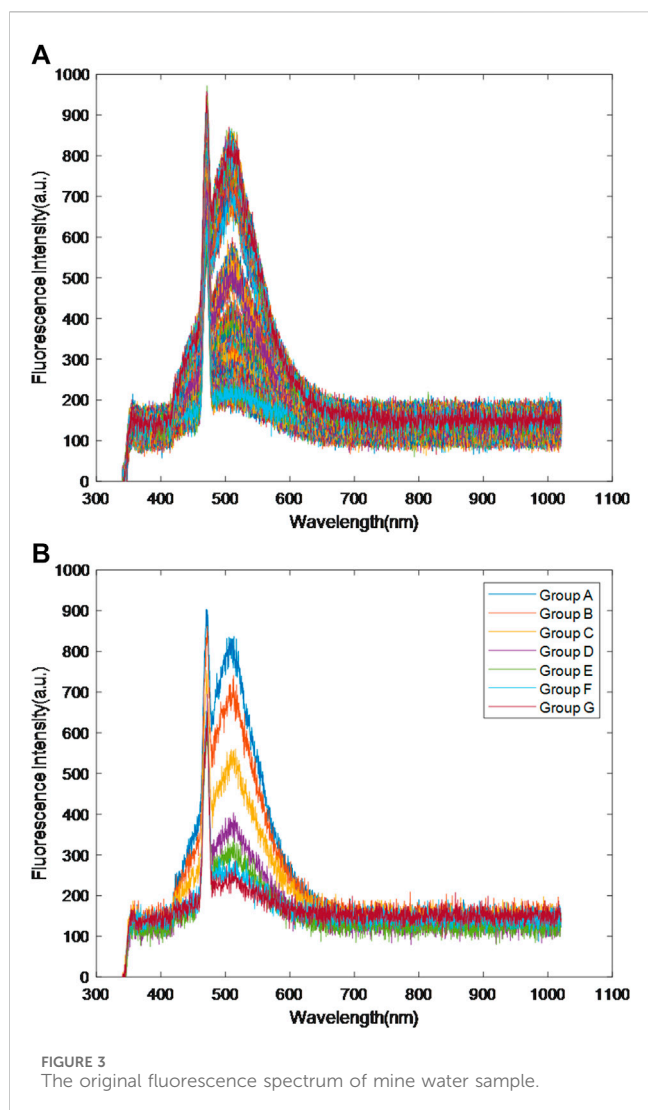 A
1000
900
800
700
600
500
400
300
200
100
0
Fluorescence Intensity(a.u.)
300 400 500 600 700 800 900 1000 1100
Wavelength(nm)
B
1000
900
800
700
600
500
400
300
200
100
0
Fluorescence Intensity(a.u.)
Group A
Group B
Group C
Group D
Group E
Group F
Group G
300 400 500 600 700 800 900 1000 1100
Wavelength(nm)
FIGURE 3
The original fluorescence spectrum of mine water sample.